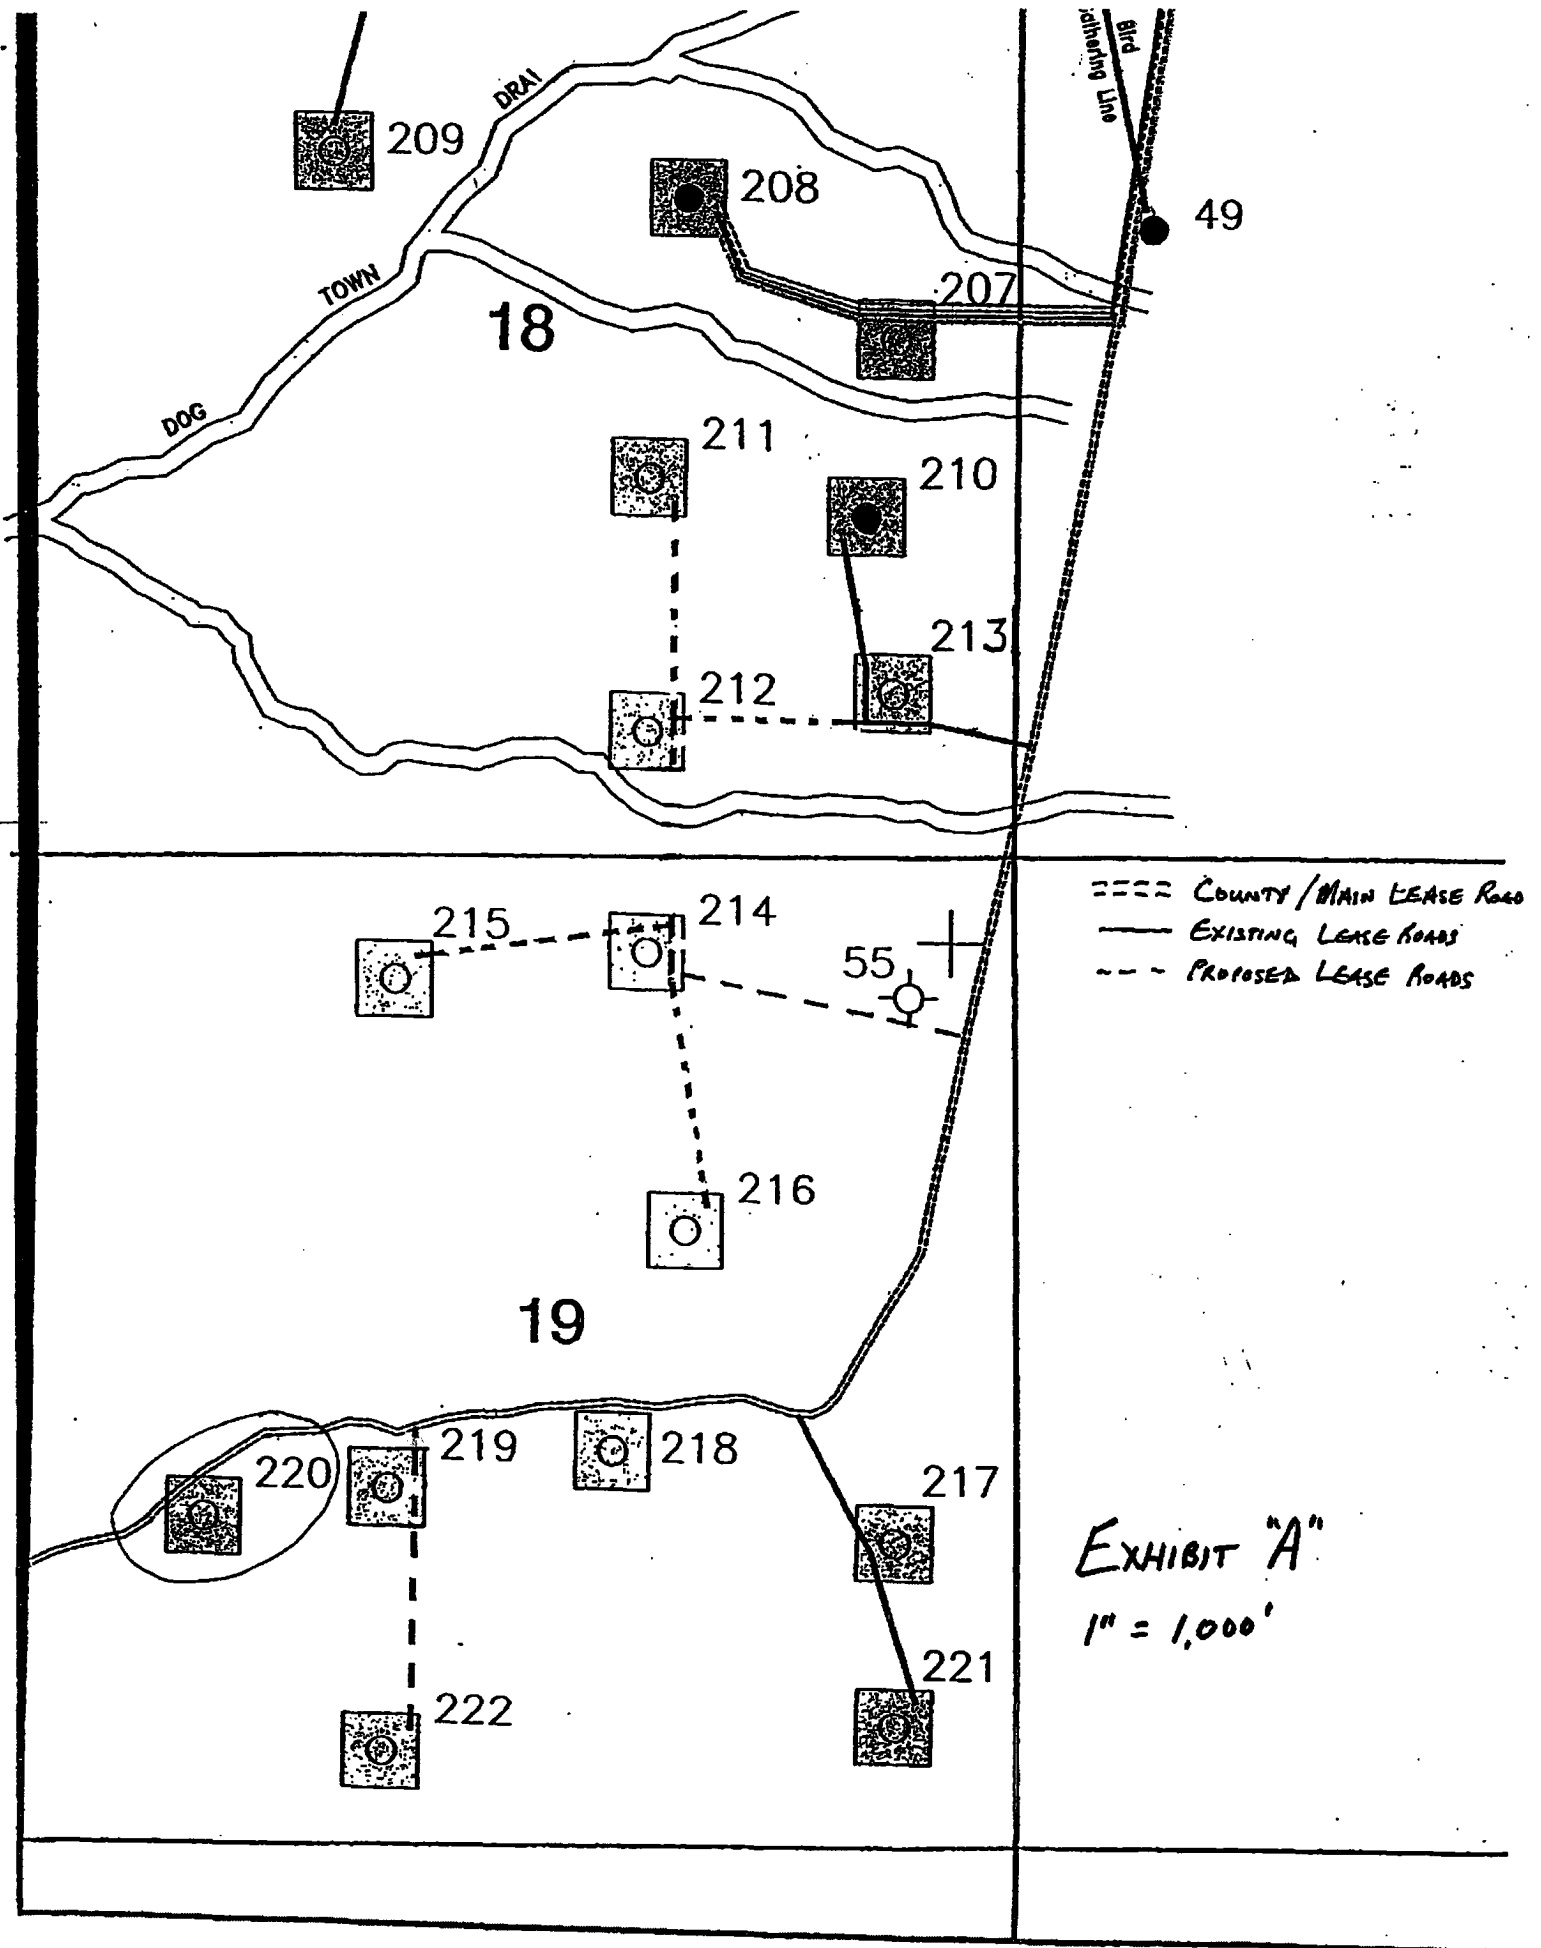 Bird
Gathering Line
DRAI
209
208
49
TOWN
207
18
DOG
211
210
213
212
215
214
55
==== COUNTY/MAIN LEASE ROAD
EXISTING LEASE ROADS
--- PROPOSED LEASE ROADS
216
19
220
219
218
217
EXHIBIT "A"
1" = 1,000'
221
222